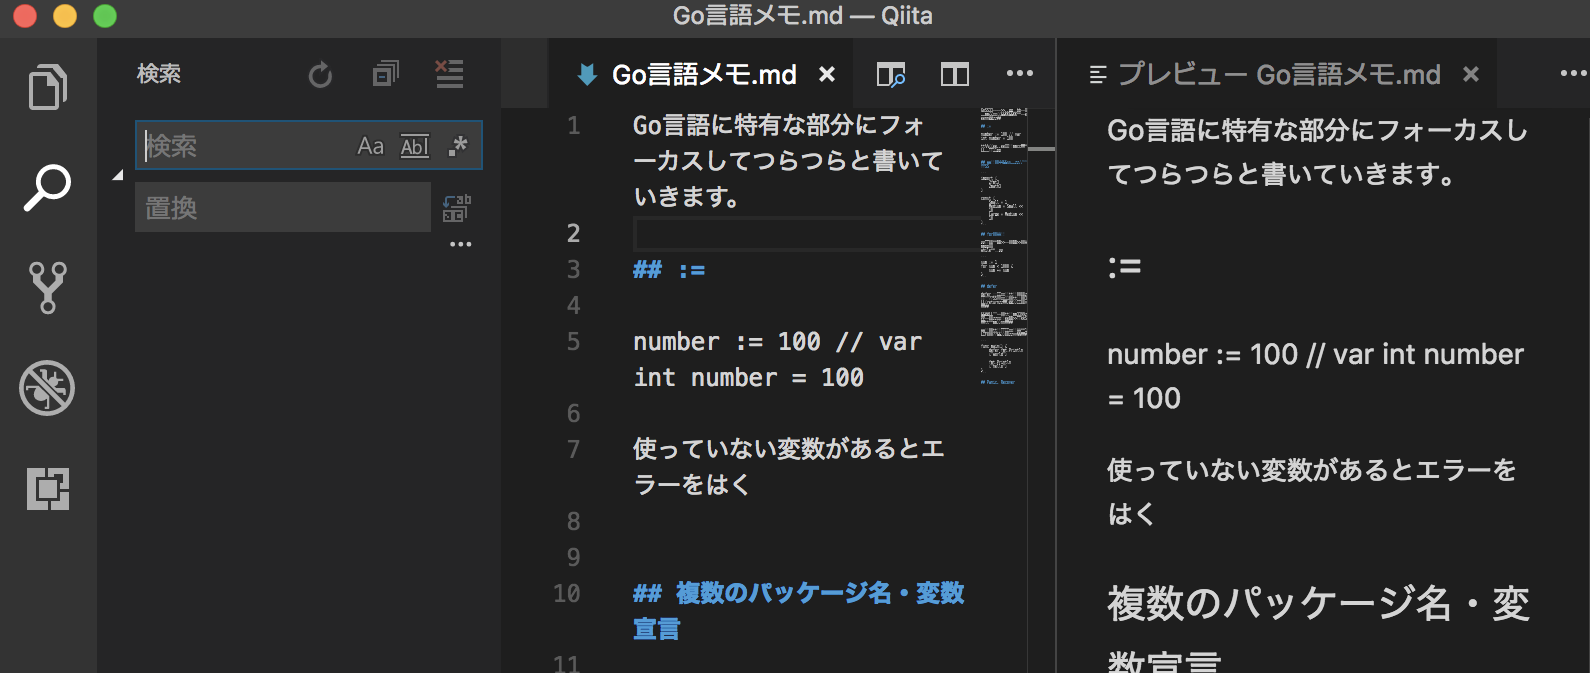 Go言語メモ.md — Qiita
検索
検索 Aa Abl .*
置換
Go言語メモ.md
1 Go言語に特有な部分にフォ
ーカスしてつらつらと書いて
いきます。
2
3 ## :=
4
5 number := 100 // var
int number = 100
6
7 使っていない変数があるとエ
ラーをはく
8
9
10 ## 複数のパッケージ名・変数
宣言
11
プレビュー Go言語メモ.md
Go言語に特有な部分にフォーカスし
てつらつらと書いていきます。
:=
number := 100 // var int number
= 100
使っていない変数があるとエラーを
はく
複数のパッケージ名・変
数宣言